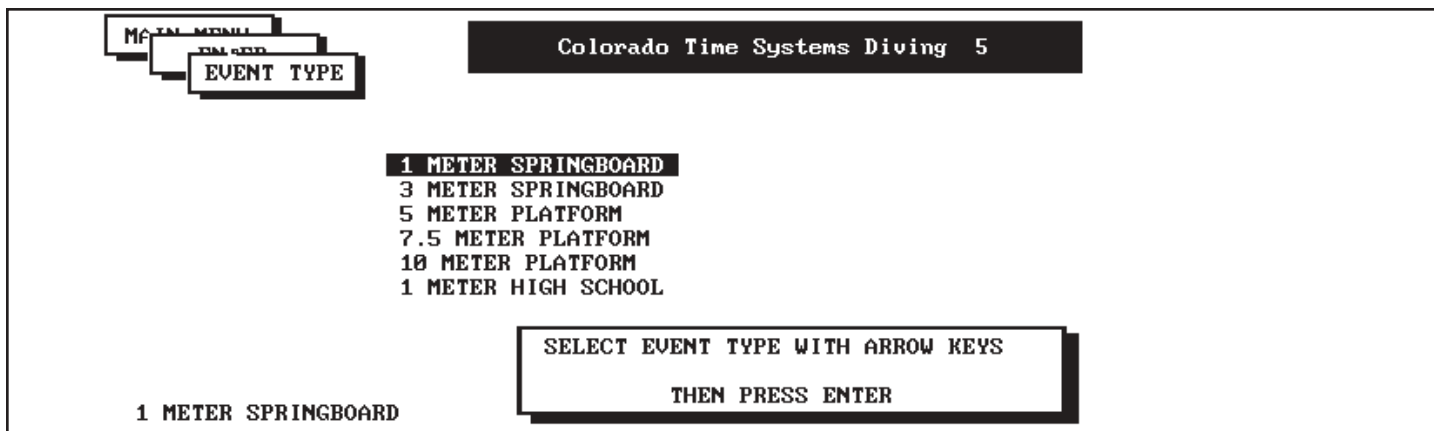 MAIN MENU
EVENT TYPE
Colorado Time Systems Diving 5
1 METER SPRINGBOARD
3 METER SPRINGBOARD
5 METER PLATFORM
7.5 METER PLATFORM
10 METER PLATFORM
1 METER HIGH SCHOOL
SELECT EVENT TYPE WITH ARROW KEYS
THEN PRESS ENTER
1 METER SPRINGBOARD